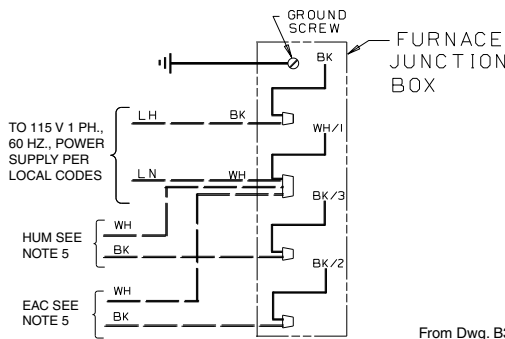 GROUND
SCREW
FURNACE
JUNCTION
BOX
BK
LH BK
TO 115 V 1 PH.,
60 HZ., POWER
SUPPLY PER
LOCAL CODES
WH/1
LN WH
BK/3
HUM SEE
NOTE 5
WH
BK
BK/2
EAC SEE
NOTE 5
WH
BK